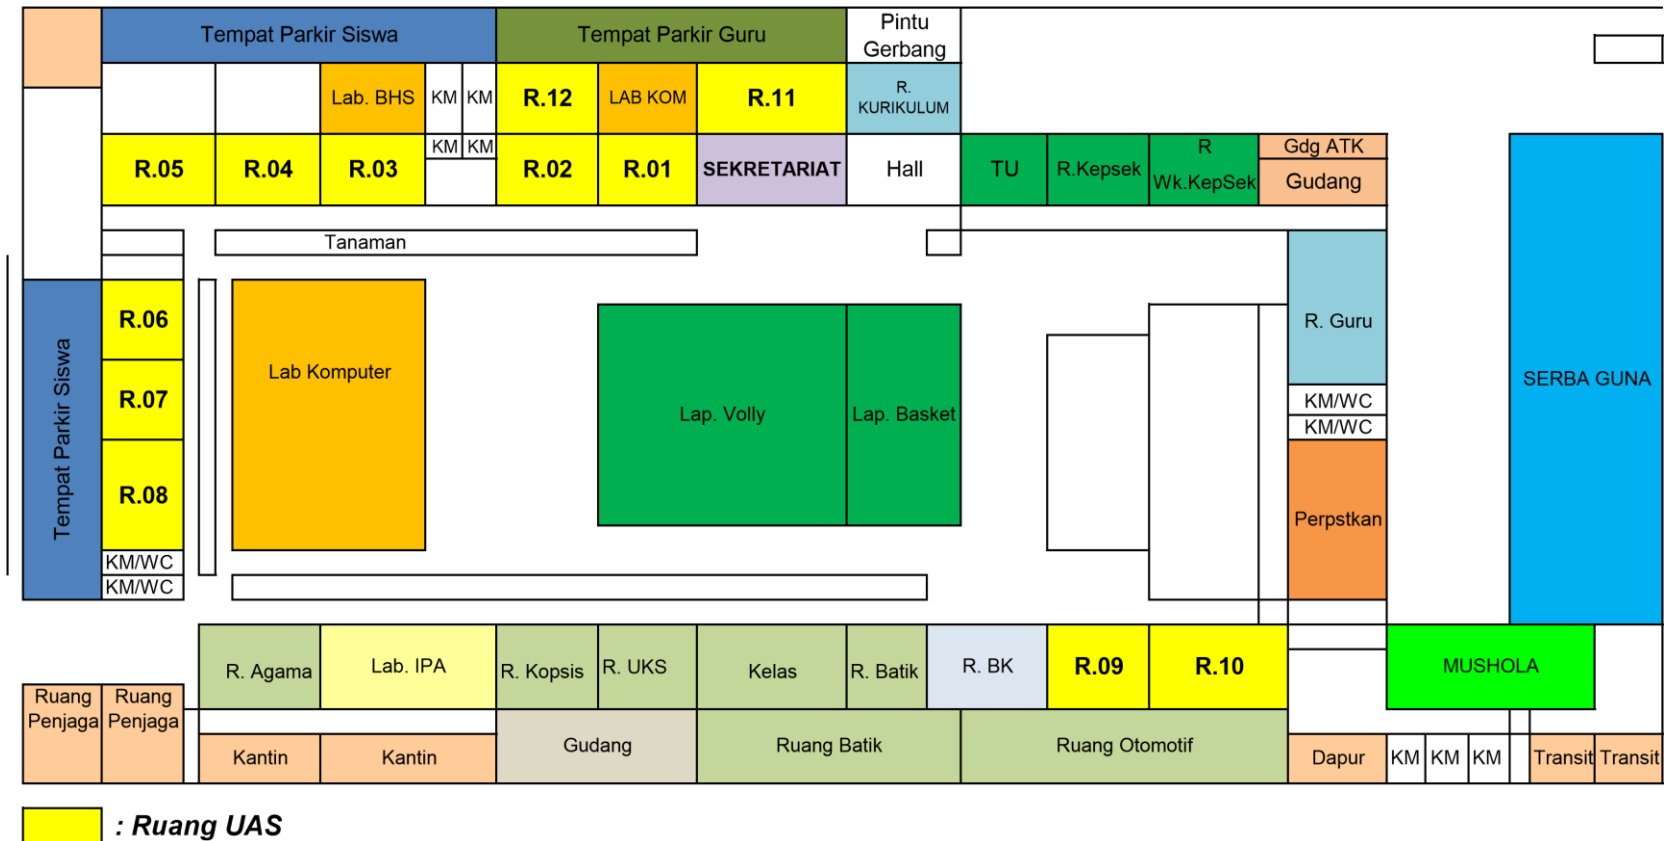 Tempat Parkir Siswa
Tempat Parkir Guru
Pintu
Gerbang
Lab. BHS
KM
KM
R.12
LAB KOM
R.11
R.
KURIKULUM
R.05
R.04
R.03
KM
KM
R.02
R.01
SEKRETARIAT
Hall
TU
R.Kepsek
R
Wk.KepSek
Gdg ATK
Gudang
Tanaman
Tempat Parkir Siswa
R.06
R.07
R.08
KM/WC
KM/WC
Lab Komputer
Lap. Volly
Lap. Basket
R. Guru
KM/WC
KM/WC
Perpstkan
SERBA GUNA
R. Agama
Lab. IPA
R. Kopsis
R. UKS
Kelas
R. Batik
R. BK
R.09
R.10
MUSHOLA
Ruang
Penjaga
Ruang
Penjaga
Kantin
Kantin
Gudang
Ruang Batik
Ruang Otomotif
Dapur
KM
KM
KM
Transit
Transit
: Ruang UAS